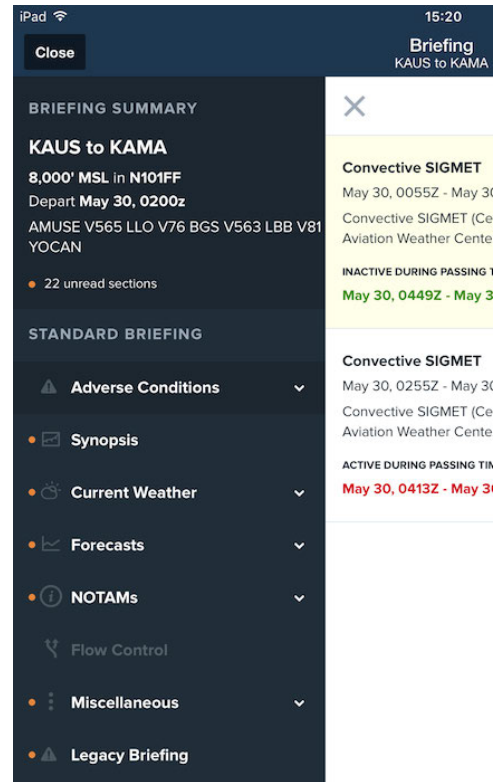 iPad 15:20
Close
Briefing
KAUS to KAMA
BRIEFING SUMMARY
KAUS to KAMA
8,000' MSL in N101FF
Depart May 30, 0200z
AMUSE V565 LLO V76 BGS V563 LBB V81
YOCAN
22 unread sections
STANDARD BRIEFING
Adverse Conditions
Synopsis
Current Weather
Forecasts
NOTAMs
Flow Control
Miscellaneous
Legacy Briefing
Convective SIGMET
May 30, 0055Z - May 30
Convective SIGMET (Ce
Aviation Weather Cente
INACTIVE DURING PASSING T
May 30, 0449Z - May 3
Convective SIGMET
May 30, 0255Z - May 30
Convective SIGMET (Ce
Aviation Weather Cente
ACTIVE DURING PASSING TIM
May 30, 0413Z - May 30